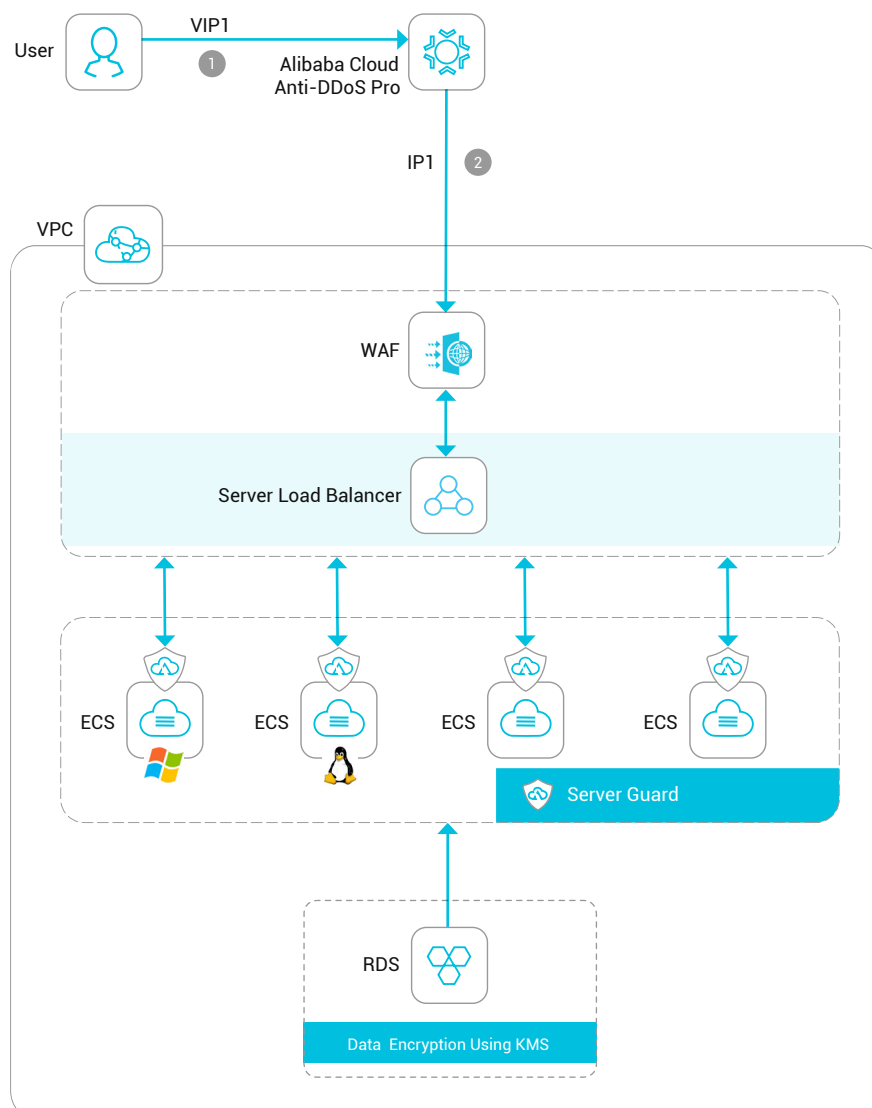 VIP1
User
1
Alibaba Cloud
Anti-DDoS Pro
IP1
2
VPC
WAF
Server Load Balancer
ECS
ECS
ECS
ECS
Server Guard
RDS
Data Encryption Using KMS